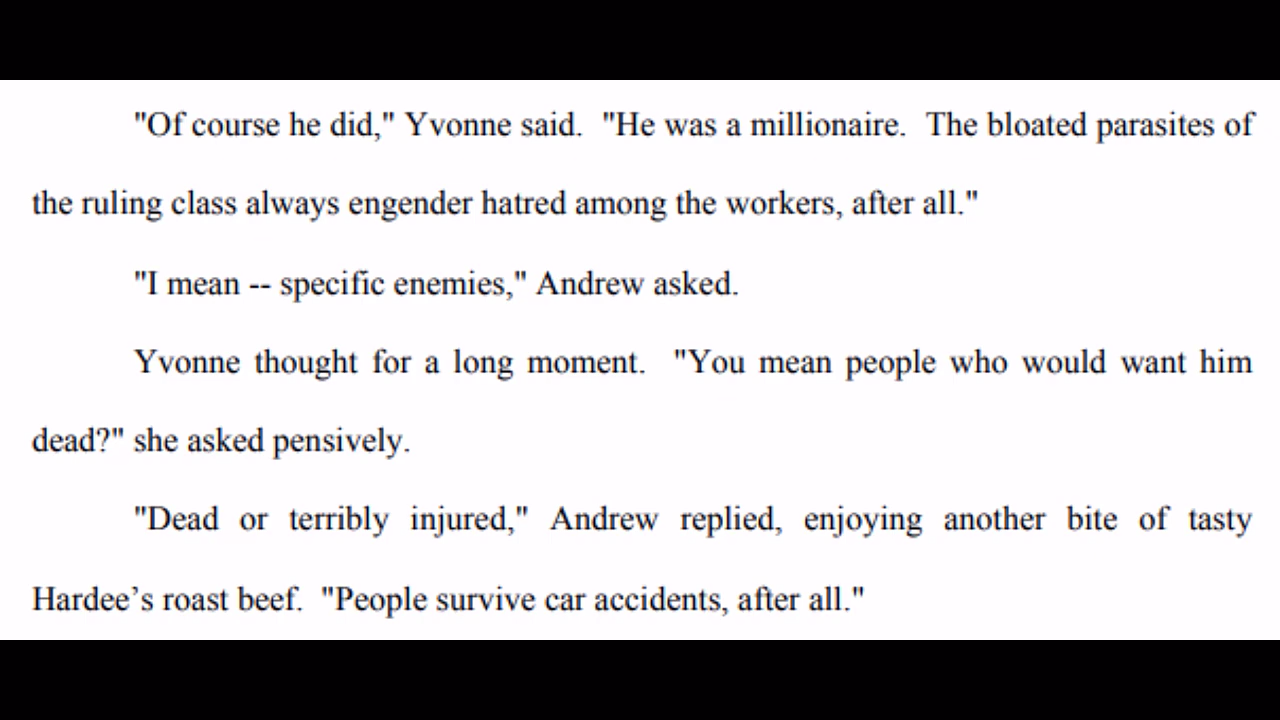 "Of course he did," Yvonne said.  "He was a millionaire.  The bloated parasites of
the ruling class always engender hatred among the workers, after all."
"I mean -- specific enemies," Andrew asked.
Yvonne thought for a long moment.  "You mean people who would want him
dead?" she asked pensively.
"Dead or terribly injured," Andrew replied, enjoying another bite of tasty
Hardee’s roast beef.  "People survive car accidents, after all."